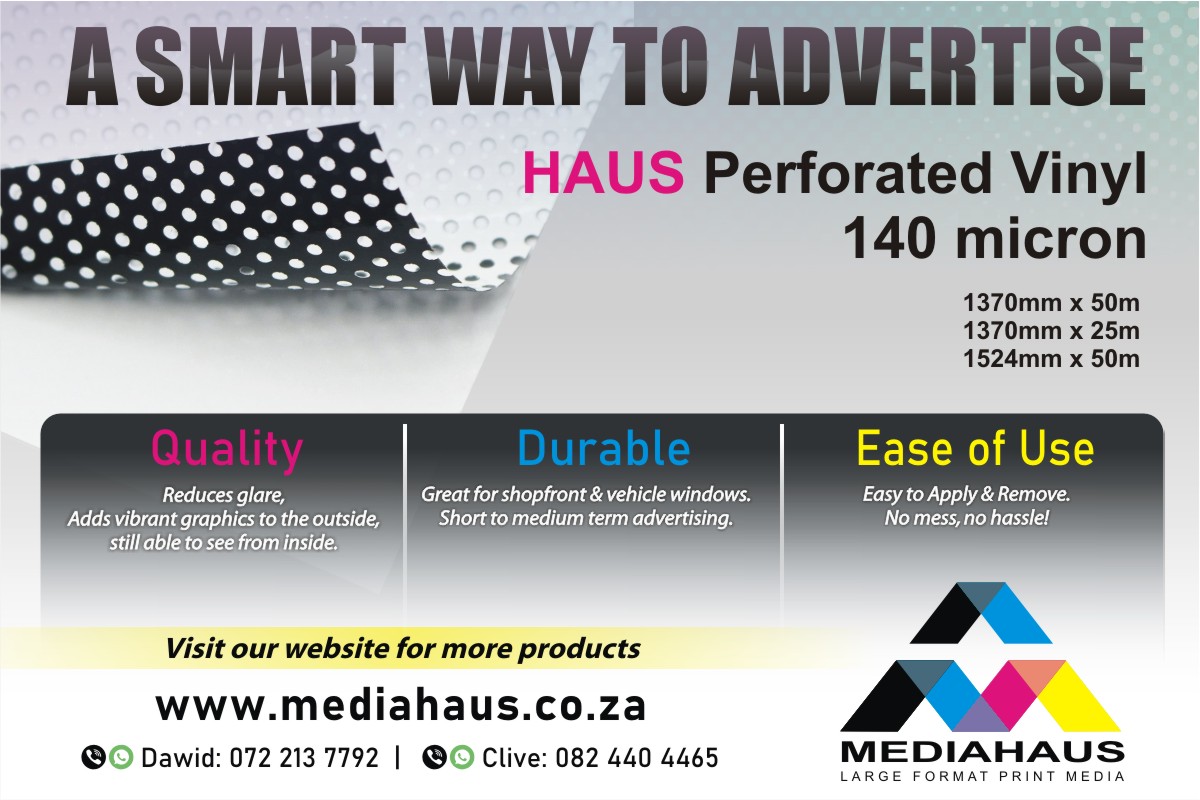 A SMART WAY TO ADVERTISE
HAUS Perforated Vinyl
140 micron
1370mm x 50m
1370mm x 25m
1524mm x 50m
Quality
Reduces glare,
Adds vibrant graphics to the outside,
still able to see from inside.
Durable
Great for shopfront & vehicle windows.
Short to medium term advertising.
Ease of Use
Easy to Apply & Remove.
No mess, no hassle!
Visit our website for more products
www.mediahaus.co.za
Dawid: 072 213 7792 | Clive: 082 440 4465
MEDIAHAUS
LARGE FORMAT PRINT MEDIA